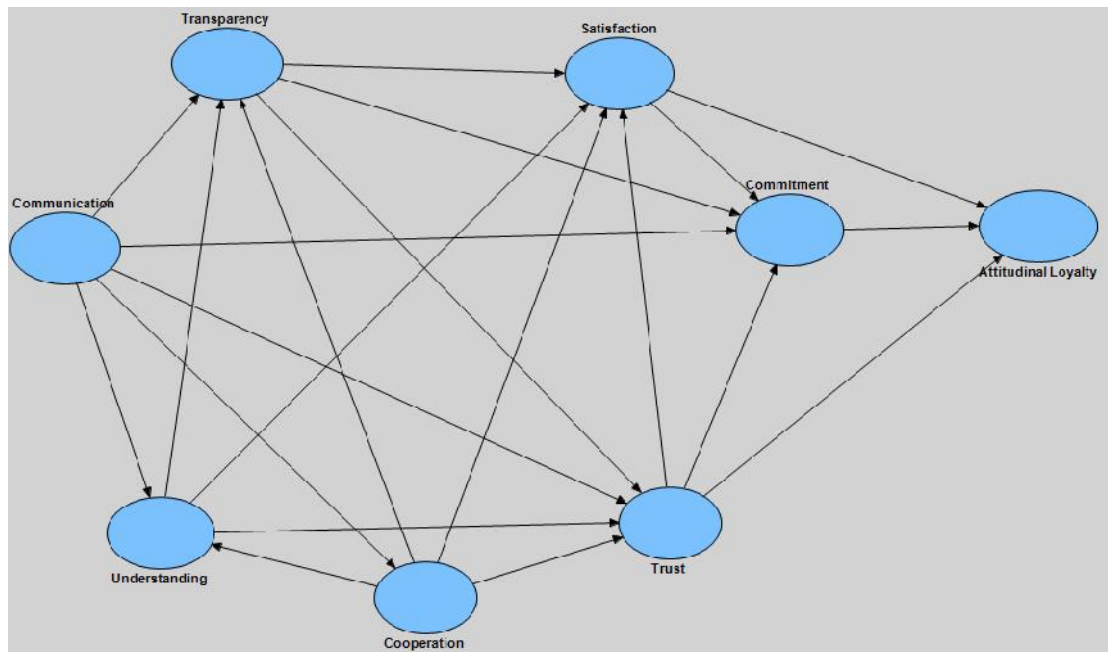 Transparency
Satisfaction
Commitment
Communication
Attitudinal Loyalty
Understanding
Trust
Cooperation